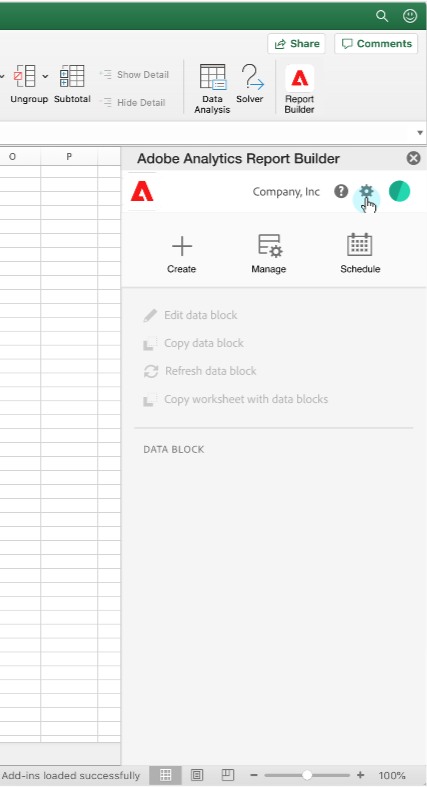 Share
Comments
Show Detail
Hide Detail
Ungroup
Subtotal
Data
Analysis
Solver
Report
Builder
O
P
Adobe Analytics Report Builder
Company, Inc
?
Create
Manage
Schedule
Edit data block
Copy data block
Refresh data block
Copy worksheet with data blocks
DATA BLOCK
Add-ins loaded successfully
100%